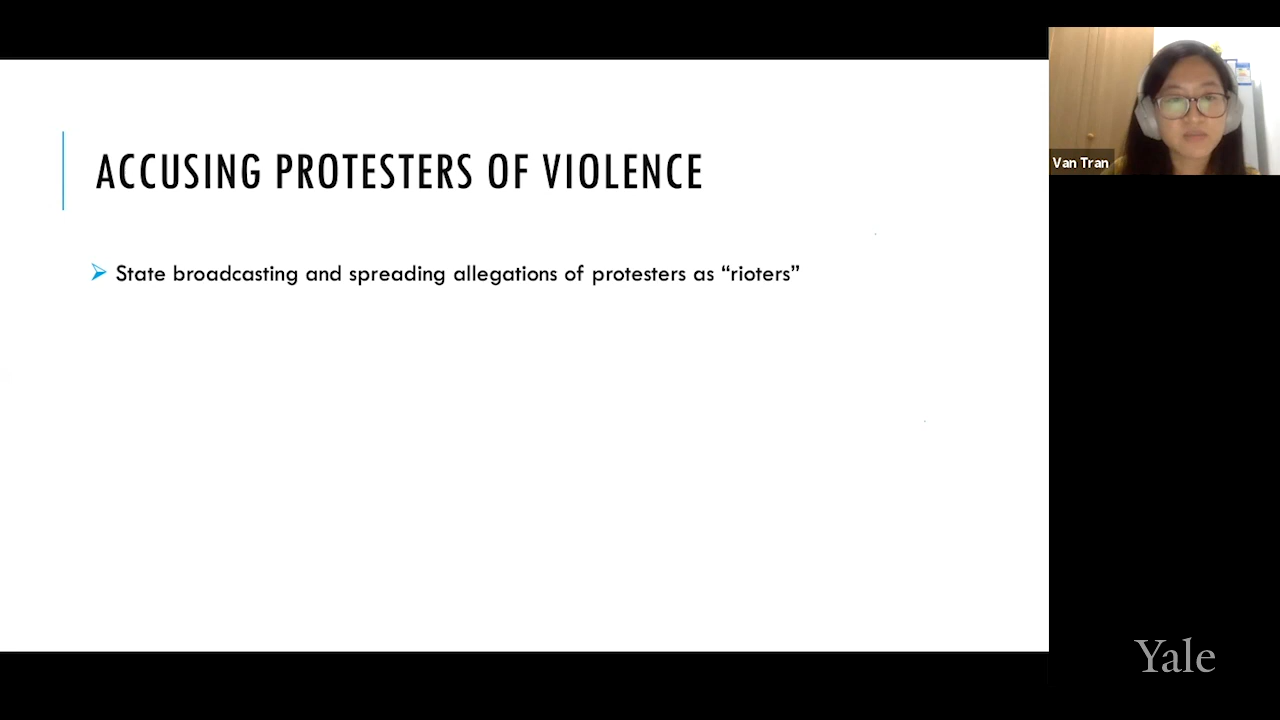 ACCUSING PROTESTERS OF VIOLENCE
State broadcasting and spreading allegations of protesters as “rioters”
Van Tran
Yale